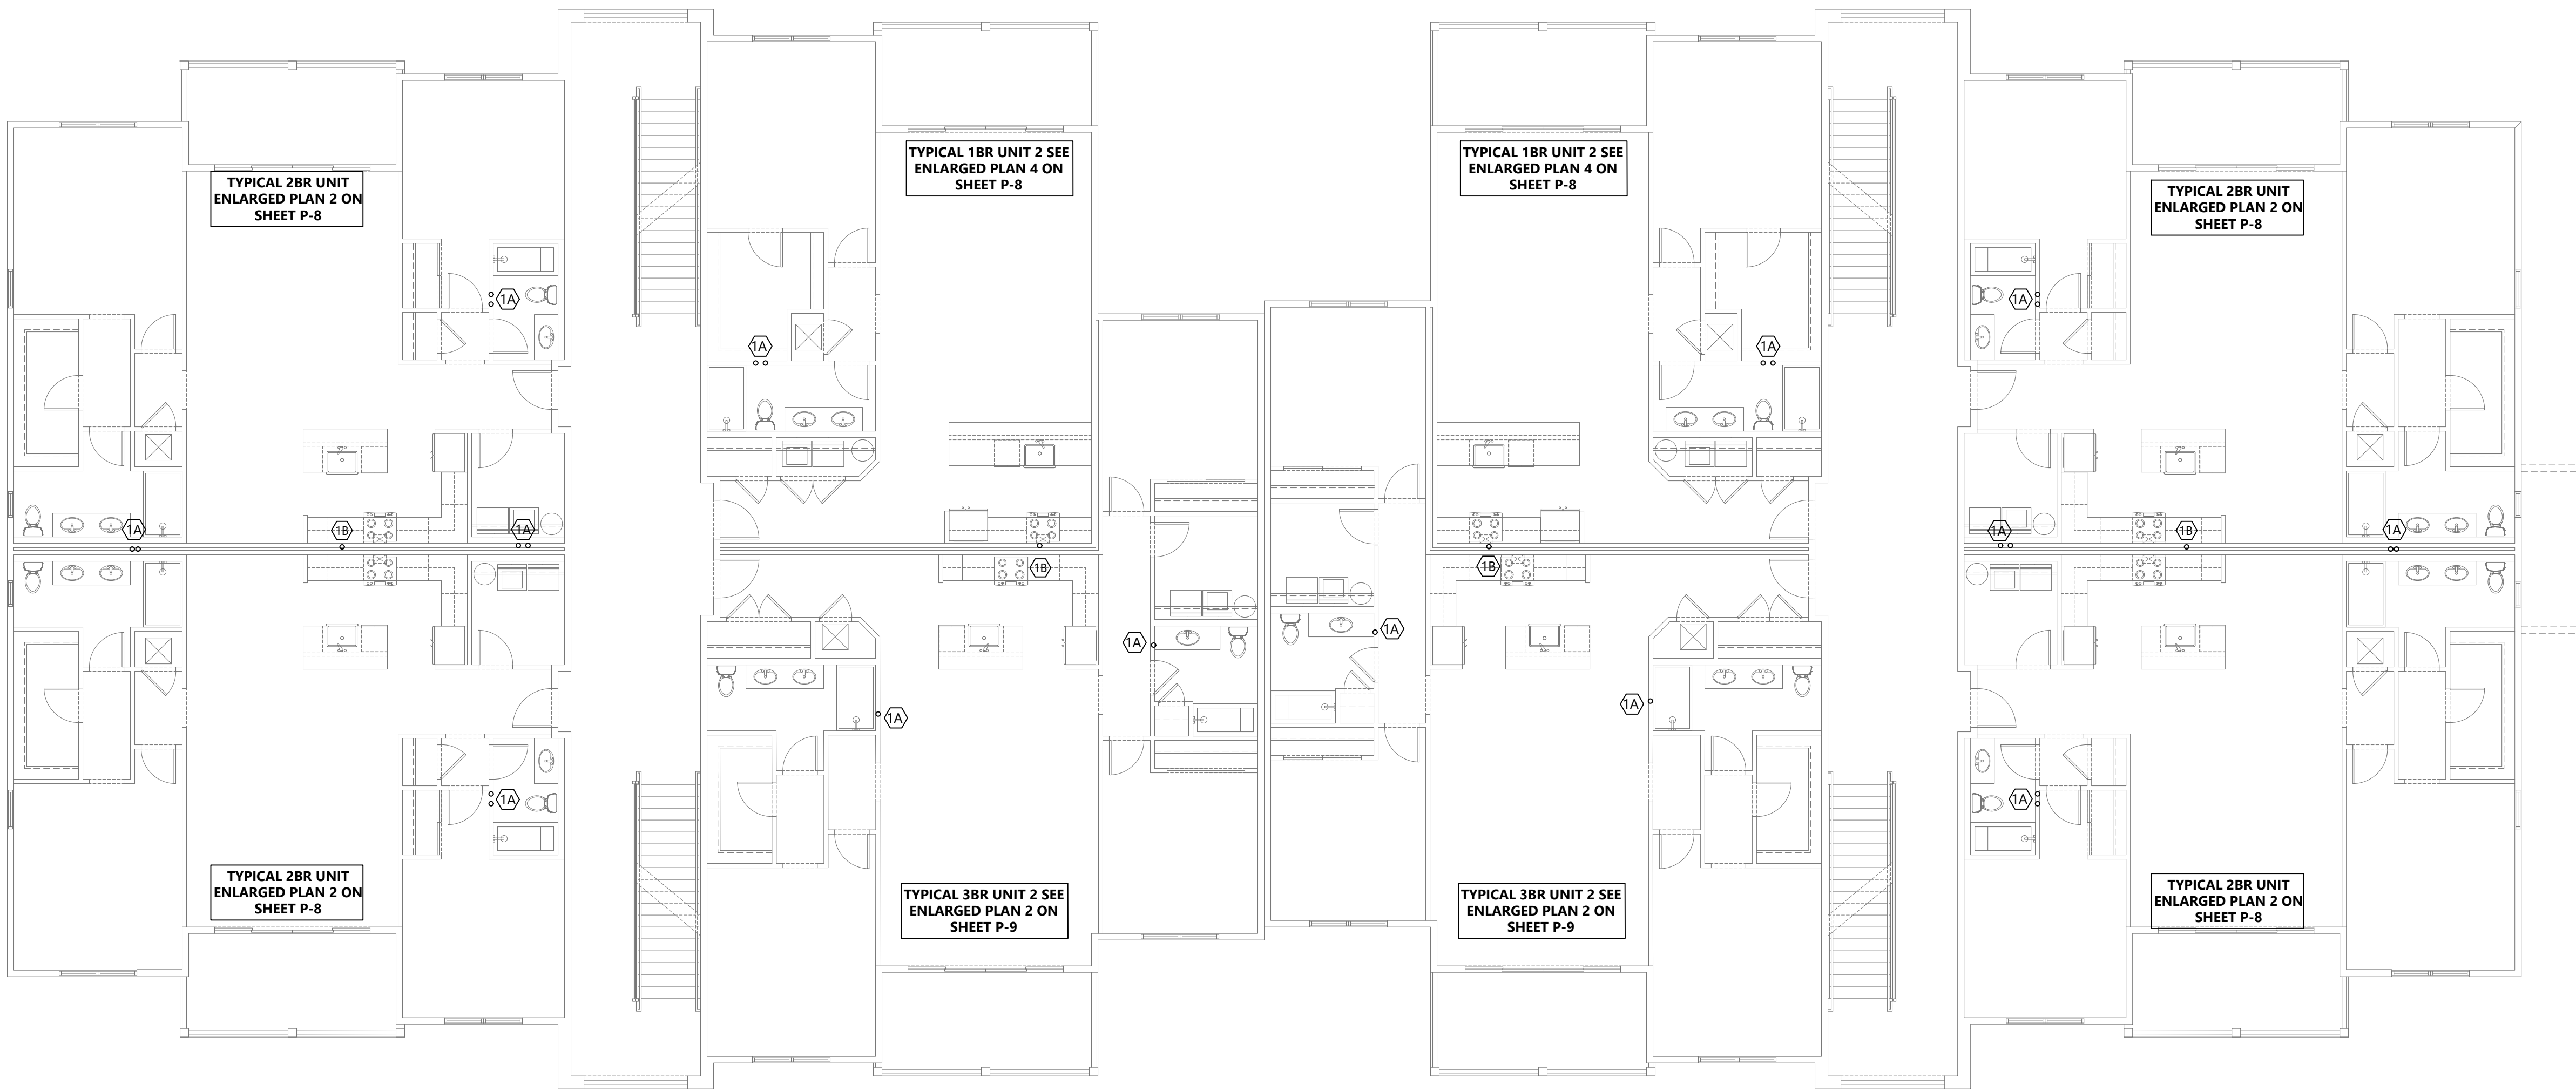 TYPICAL 1BR UNIT 2 SEE
ENLARGED PLAN 4 ON
SHEET P-8
TYPICAL 1BR UNIT 2 SEE
ENLARGED PLAN 4 ON
SHEET P-8
TYPICAL 2BR UNIT
ENLARGED PLAN 2 ON
SHEET P-8
TYPICAL 2BR UNIT
ENLARGED PLAN 2 ON
SHEET P-8
1A
1A
1A
1A
1A
1B
1A
1A
1B
1A
1B
1B
1A
1A
1A
1A
1A
1A
TYPICAL 2BR UNIT
ENLARGED PLAN 2 ON
SHEET P-8
TYPICAL 3BR UNIT 2 SEE
ENLARGED PLAN 2 ON
SHEET P-9
TYPICAL 3BR UNIT 2 SEE
ENLARGED PLAN 2 ON
SHEET P-9
TYPICAL 2BR UNIT
ENLARGED PLAN 2 ON
SHEET P-8